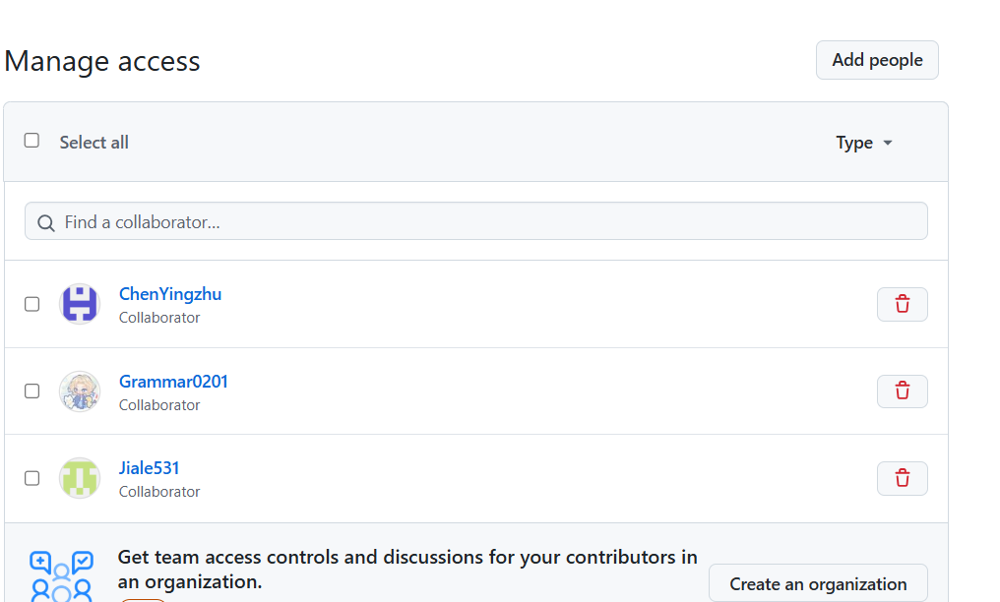 Manage access
Add people
Select all
Type
Find a collaborator...
ChenYingzhu
Collaborator
Grammar0201
Collaborator
Jiale531
Collaborator
Get team access controls and discussions for your contributors in
an organization.
Create an organization